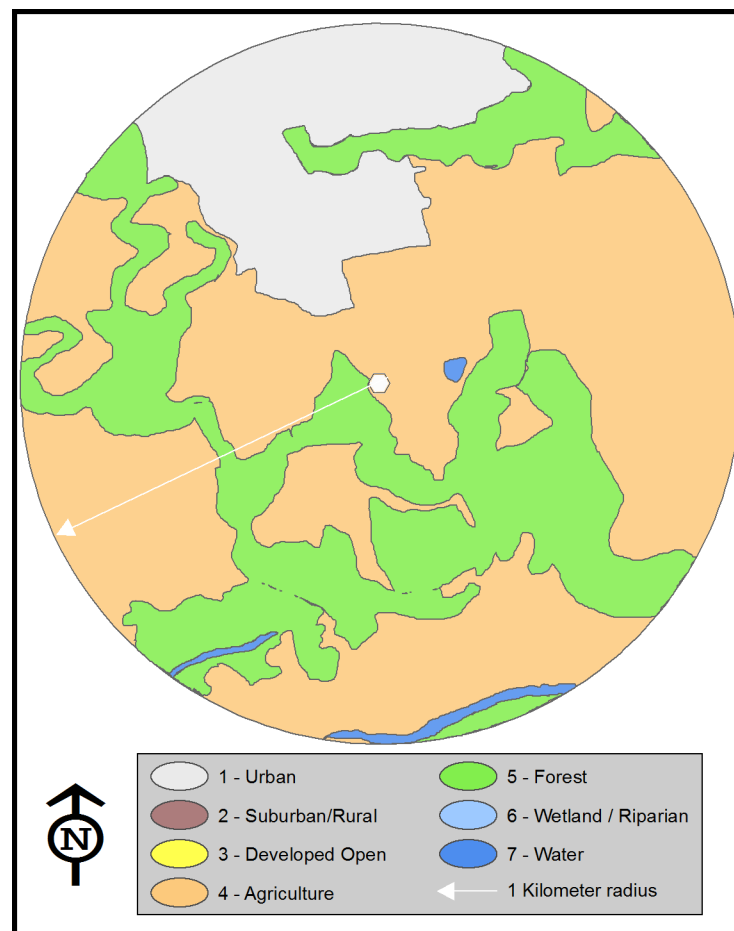 1 - Urban
2 - Suburban/Rural
3 - Developed Open
4 - Agriculture
5 - Forest
6 - Wetland / Riparian
7 - Water
1 Kilometer radius
N